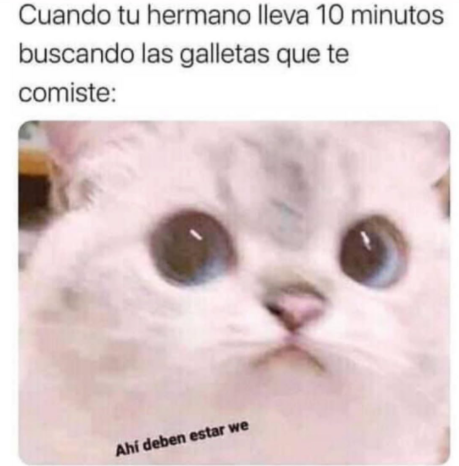 Cuando tu hermano lleva 10 minutos
buscando las galletas que te
comiste:
Ahí deben estar we